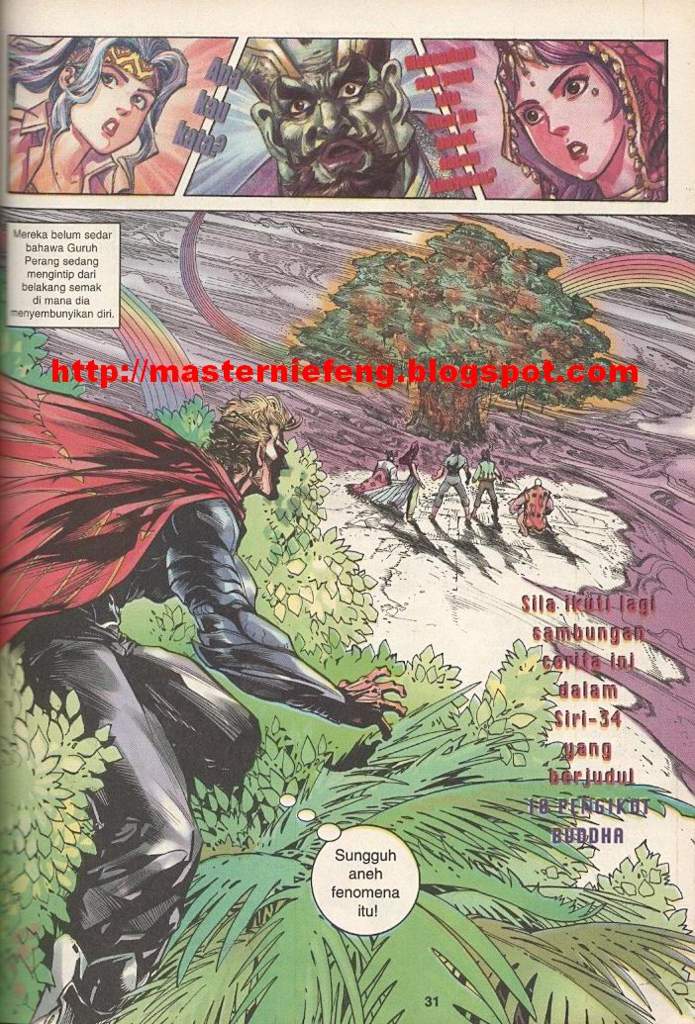 Apa
kau
kata?
Mereka belum sedar
bahawa Guruh
Perang sedang
mengintip dari
belakang semak
di mana dia
menyembunyikan diri.
http://masterniefeng.blogspot.com
Sila ikuti lagi
sambungan
cerita ini
dalam
Siri-34
yang
berjudul
18 PENGIKUT
BUDDHA
Sungguh
aneh
fenomena
itu!
31